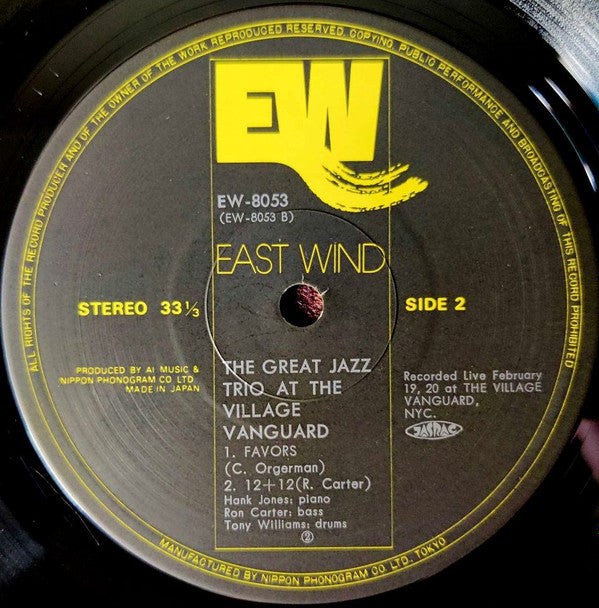 ALL RIGHTS OF THE RECORD PRODUCER AND OF THE OWNER OF THE WORK REPRODUCED RESERVED. COPYING, PUBLIC PERFORMANCE AND BROADCASTING OF THIS RECORD PROHIBITED
EW
EW-8053
(EW-8053 B)
EAST WIND
STEREO 33 1/3
SIDE 2
PRODUCED BY AI MUSIC &
NIPPON PHONOGRAM CO. LTD.
MADE IN JAPAN
THE GREAT JAZZ
TRIO AT THE
VILLAGE
VANGUARD
1. FAVORS
(C. Orgerman)
2. 12+12(R. Carter)
Hank Jones: piano
Ron Carter: bass
Tony Williams: drums
②
Recorded Live February
19, 20 at THE VILLAGE
VANGUARD,
NYC.
JASRAC
MANUFACTURED BY NIPPON PHONOGRAM CO. LTD. TOKYO